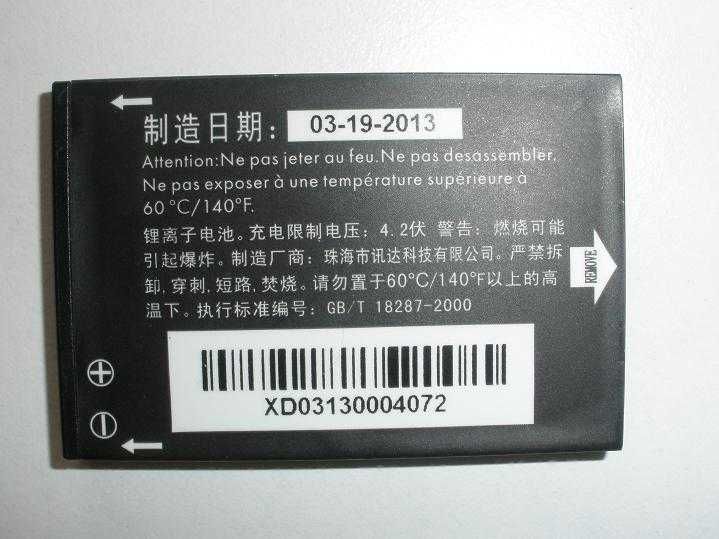 制造日期： 03-19-2013
Attention:Ne pas jeter au feu.Ne pas desassembler.
Ne pas exposer à une température supérieure à
60 °C/140°F.
锂离子电池。充电限制电压：4.2伏 警告：燃烧可能
引起爆炸。制造厂商：珠海市讯达科技有限公司。严禁拆
卸,穿刺,短路,焚烧。请勿置于60°C/140°F以上的高
温下。执行标准编号：GB/T 18287-2000
REMOVE
XD03130004072